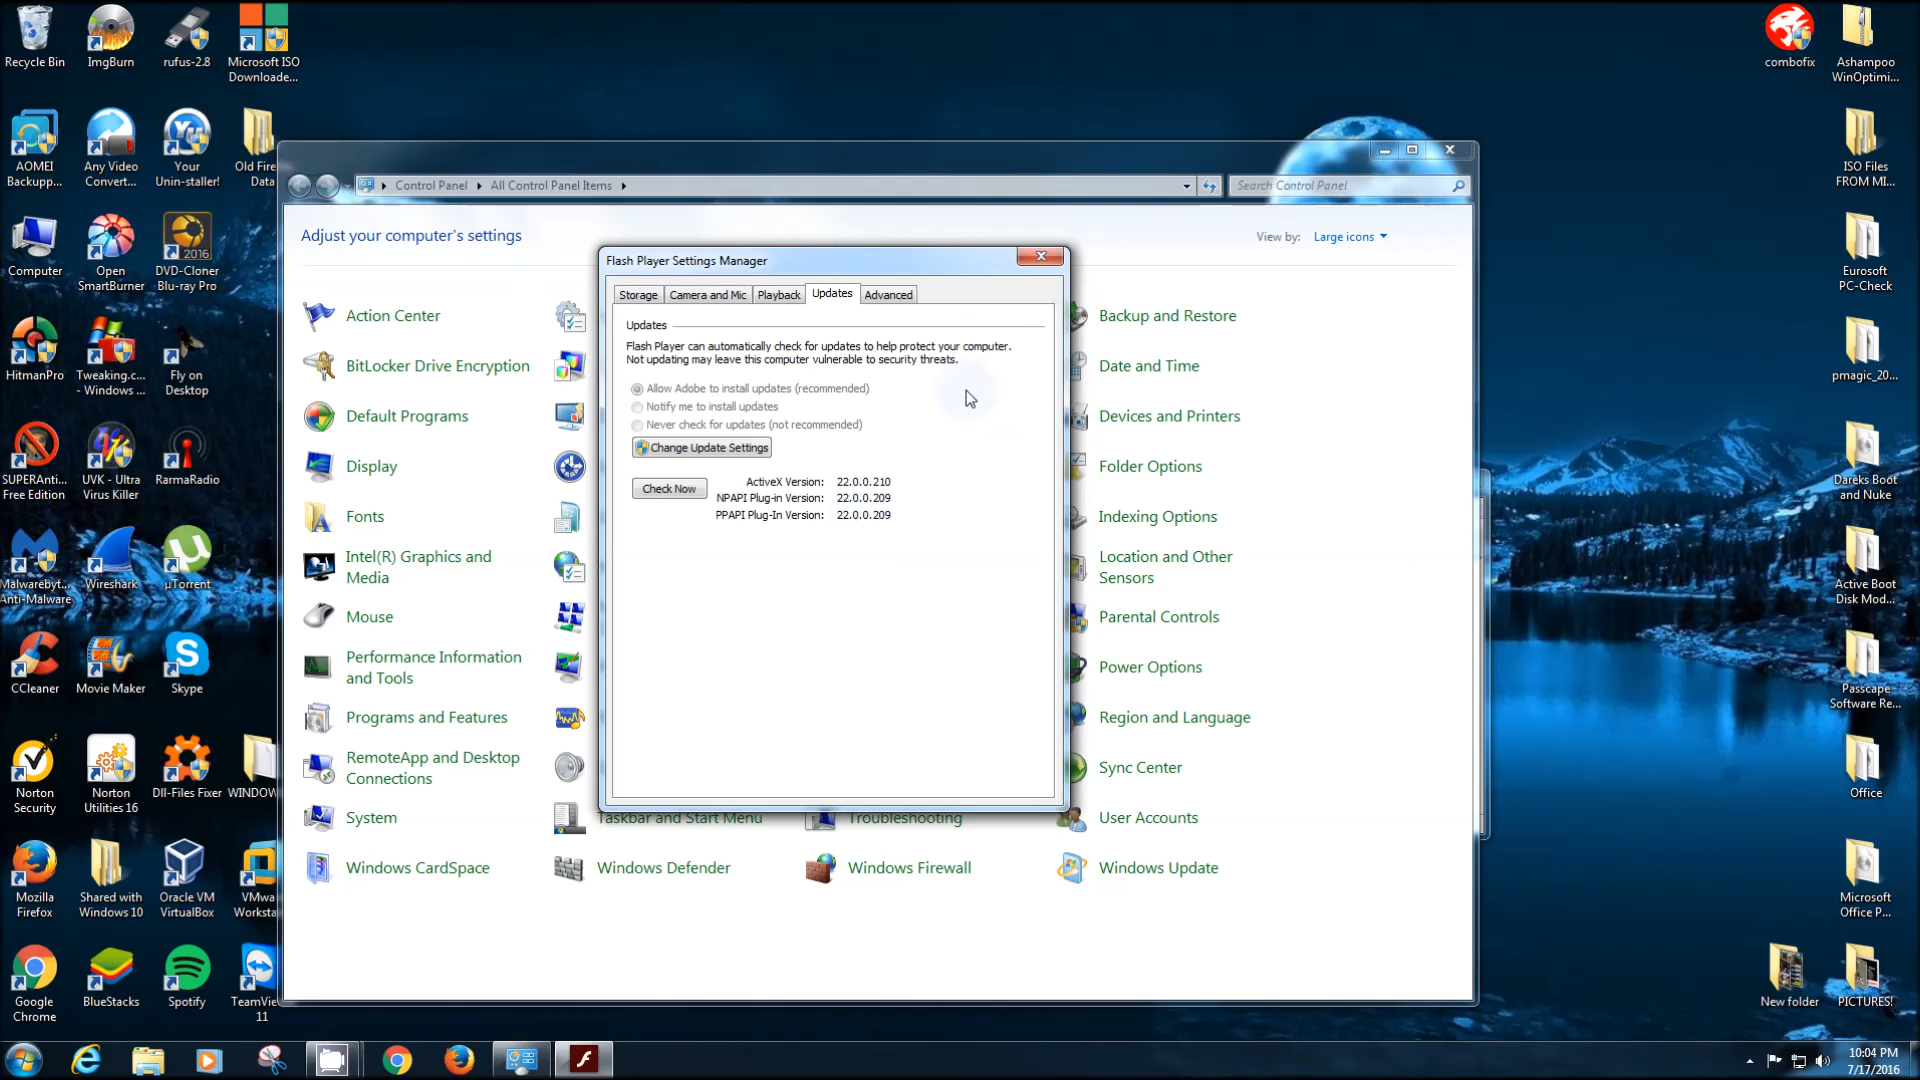 Recycle Bin
ImgBurn
rufus-2.8
Microsoft ISO
Downloade...
AOMEI
Backupp...
Any Video
Convert...
Your
Unin-staller!
Old Fire
Data
Computer
Open
SmartBurner
2016
DVD-Cloner
Blu-ray Pro
HitmanPro
Tweaking.c...
- Windows ...
Fly on
Desktop
SUPERAnti...
Free Edition
UVK - Ultra
Virus Killer
RarmaRadio
Malwarebyt...
Anti-Malware
Wireshark
µTorrent
CCleaner
Movie Maker
Skype
Norton
Security
Norton
Utilities 16
Dll-Files Fixer
WINDOW
Mozilla
Firefox
Shared with
Windows 10
Oracle VM
VirtualBox
VMwa
Worksta
Google
Chrome
BlueStacks
Spotify
TeamVie
11
Control Panel
All Control Panel Items
Search Control Panel
Adjust your computer's settings
View by:
Large icons
Action Center
Backup and Restore
BitLocker Drive Encryption
Date and Time
Default Programs
Devices and Printers
Display
Folder Options
Fonts
Indexing Options
Intel(R) Graphics and
Media
Location and Other
Sensors
Mouse
Parental Controls
Performance Information
and Tools
Power Options
Programs and Features
Region and Language
RemoteApp and Desktop
Connections
Sync Center
System
Taskbar and Start Menu
Troubleshooting
User Accounts
Windows CardSpace
Windows Defender
Windows Firewall
Windows Update
Flash Player Settings Manager
Storage
Camera and Mic
Playback
Updates
Advanced
Updates
Flash Player can automatically check for updates to help protect your computer.
Not updating may leave this computer vulnerable to security threats.
Allow Adobe to install updates (recommended)
Notify me to install updates
Never check for updates (not recommended)
Change Update Settings
Check Now
ActiveX Version: 22.0.0.210
NPAPI Plug-in Version: 22.0.0.209
PPAPI Plug-In Version: 22.0.0.209
combofix
Ashampoo
WinOptimi...
ISO Files
FROM MI...
Eurosoft
PC-Check
pmagic_20...
Dareks Boot
and Nuke
Active Boot
Disk Mod...
Passcape
Software Re...
Office
Microsoft
Office P...
New folder
PICTURES!
10:04 PM
7/17/2016